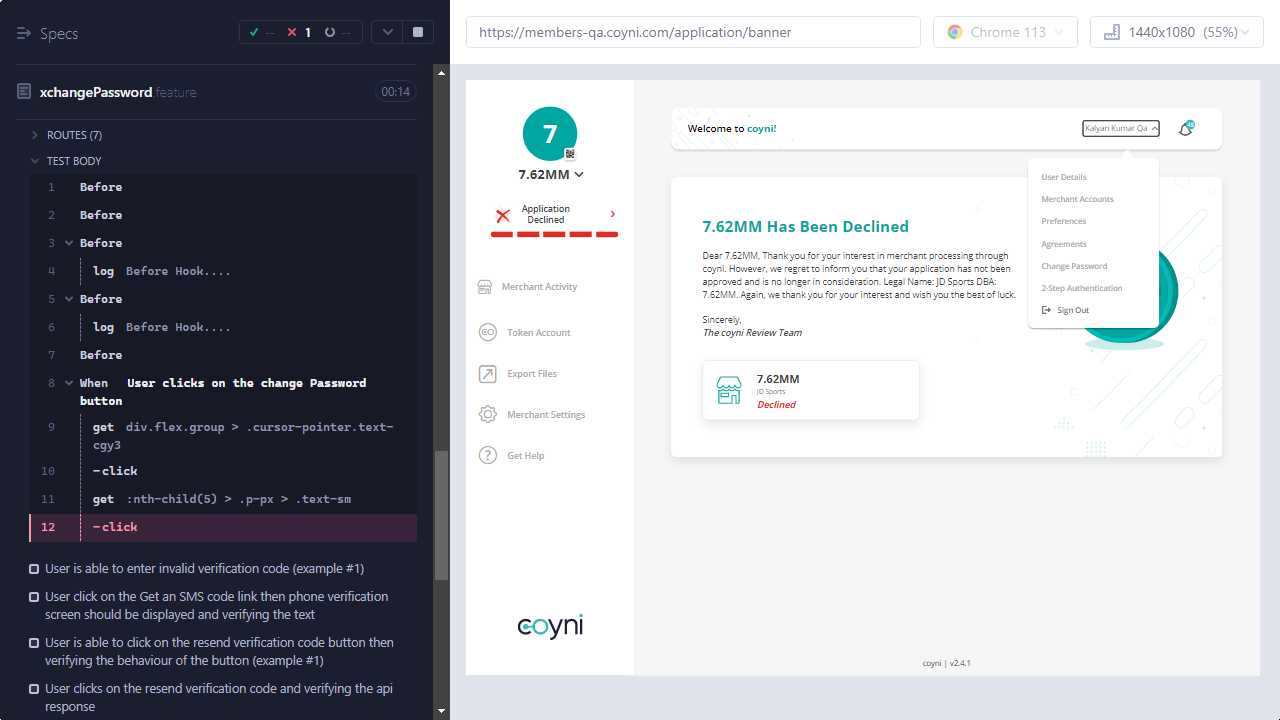 Specs
-- 1 --
https://members-qa.coyni.com/application/banner
Chrome 113
1440x1080 (55%)
xchangePassword.feature
00:14
ROUTES (7)
TEST BODY
1 Before
2 Before
3 Before
4 log Before Hook....
5 Before
6 log Before Hook....
7 Before
8 When User clicks on the change Password
button
9 get div.flex.group > .cursor-pointer.text-
cgy3
10 -click
11 get :nth-child(5) > .p-px > .text-sm
12 -click
User is able to enter invalid verification code (example #1)
User click on the Get an SMS code link then phone verification
screen should be displayed and verifying the text
User is able to click on the resend verification code button then
verifying the behaviour of the button (example #1)
User clicks on the resend verification code and verifying the api
response
7
7.62MM
Application
Declined
Merchant Activity
Token Account
Export Files
Merchant Settings
Get Help
coyni
Welcome to coyni!
Kalyan Kumar Qa
User Details
Merchant Accounts
Preferences
Agreements
Change Password
2-Step Authentication
Sign Out
7.62MM Has Been Declined
Dear 7.62MM, Thank you for your interest in merchant processing through
coyni. However, we regret to inform you that your application has not been
approved and is no longer in consideration. Legal Name: JD Sports DBA:
7.62MM. Again, we thank you for your interest and wish you the best of luck.
Sincerely,
The coyni Review Team
7.62MM
JD Sports
Declined
coyni | v2.4.1